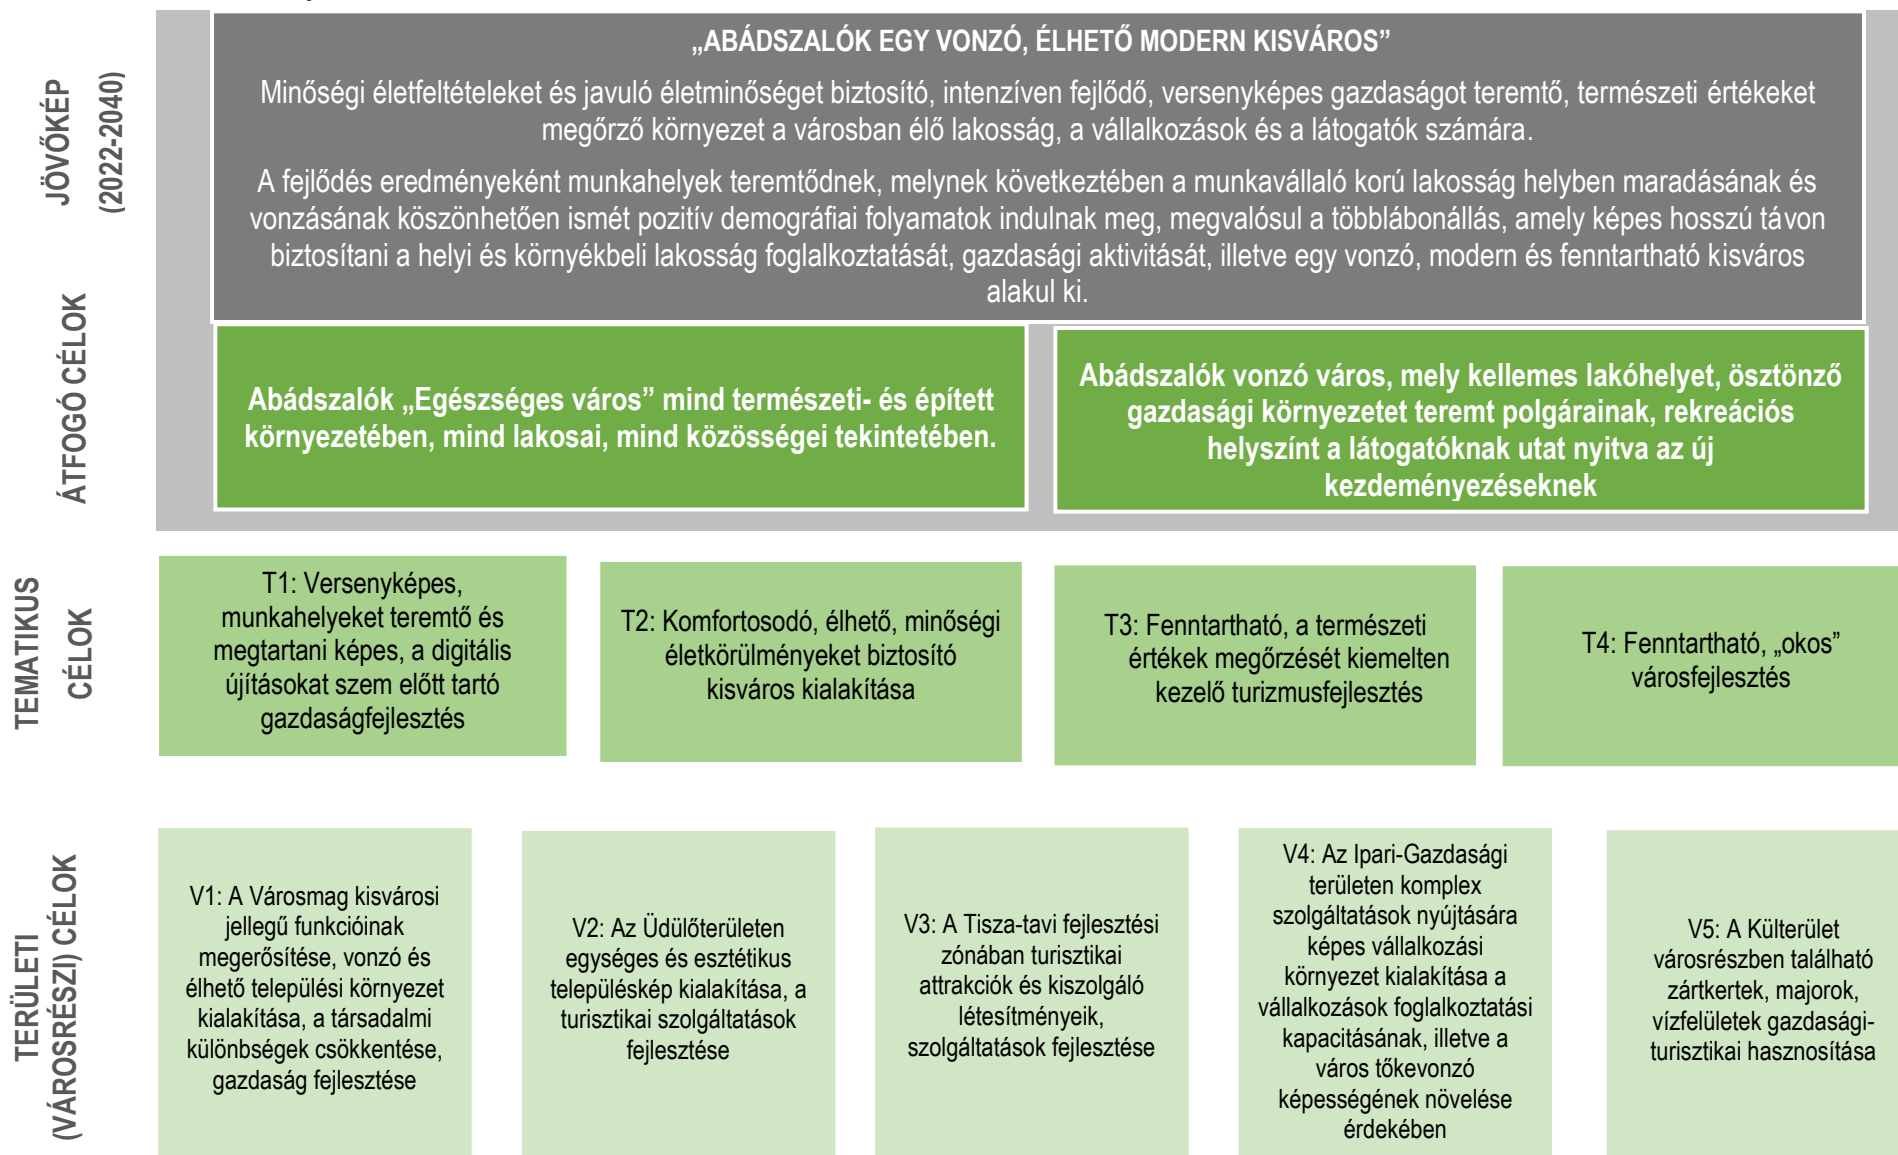 JÖVŐKÉP
(2022-2040)
„ABÁDSZALÓK EGY VONZÓ, ÉLHETŐ MODERN KISVÁROS”
Minőségi életfeltételeket és javuló életminőséget biztosító, intenzíven fejlődő, versenyképes gazdaságot teremtő, természeti értékeket
megőrző környezet a városban élő lakosság, a vállalkozások és a látogatók számára.
A fejlődés eredményeként munkahelyek teremtődnek, melynek következtében a munkavállaló korú lakosság helyben maradásának és
vonzásának köszönhetően ismét pozitív demográfiai folyamatok indulnak meg, megvalósul a többlábonállás, amely képes hosszú távon
biztosítani a helyi és környékbeli lakosság foglalkoztatását, gazdasági aktivitását, illetve egy vonzó, modern és fenntartható kisváros
alakul ki.
ÁTFOGÓ CÉLOK
Abádszalók „Egészséges város” mind természeti- és épített
környezetében, mind lakosai, mind közösségei tekintetében.
Abádszalók vonzó város, mely kellemes lakóhelyet, ösztönző
gazdasági környezetet teremt polgárainak, rekreációs
helyszínt a látogatóknak utat nyitva az új
kezdeményezéseknek
TEMATIKUS
CÉLOK
T1: Versenyképes,
munkahelyeket teremtő és
megtartani képes, a digitális
újításokat szem előtt tartó
gazdaságfejlesztés
T2: Komfortosodó, élhető, minőségi
életkörülményeket biztosító
kisváros kialakítása
T3: Fenntartható, a természeti
értékek megőrzését kiemelten
kezelő turizmusfejlesztés
T4: Fenntartható, „okos”
városfejlesztés
TERÜLETI
(VÁROSRÉSZI) CÉLOK
V1: A Városmag kisvárosi
jellegű funkcióinak
megerősítése, vonzó és
élhető települési környezet
kialakítása, a társadalmi
különbségek csökkentése,
gazdaság fejlesztése
V2: Az Üdülőterületen
egységes és esztétikus
településkép kialakítása, a
turisztikai szolgáltatások
fejlesztése
V3: A Tisza-tavi fejlesztési
zónában turisztikai
attrakciók és kiszolgáló
létesítményeik,
szolgáltatások fejlesztése
V4: Az Ipari-Gazdasági
területen komplex
szolgáltatások nyújtására
képes vállalkozási
környezet kialakítása a
vállalkozások foglalkoztatási
kapacitásának, illetve a
város tőkevonzó
képességének növelése
érdekében
V5: A Külterület
városrészben található
zártkertek, majorok,
vízfelületek gazdasági-
turisztikai hasznosítása